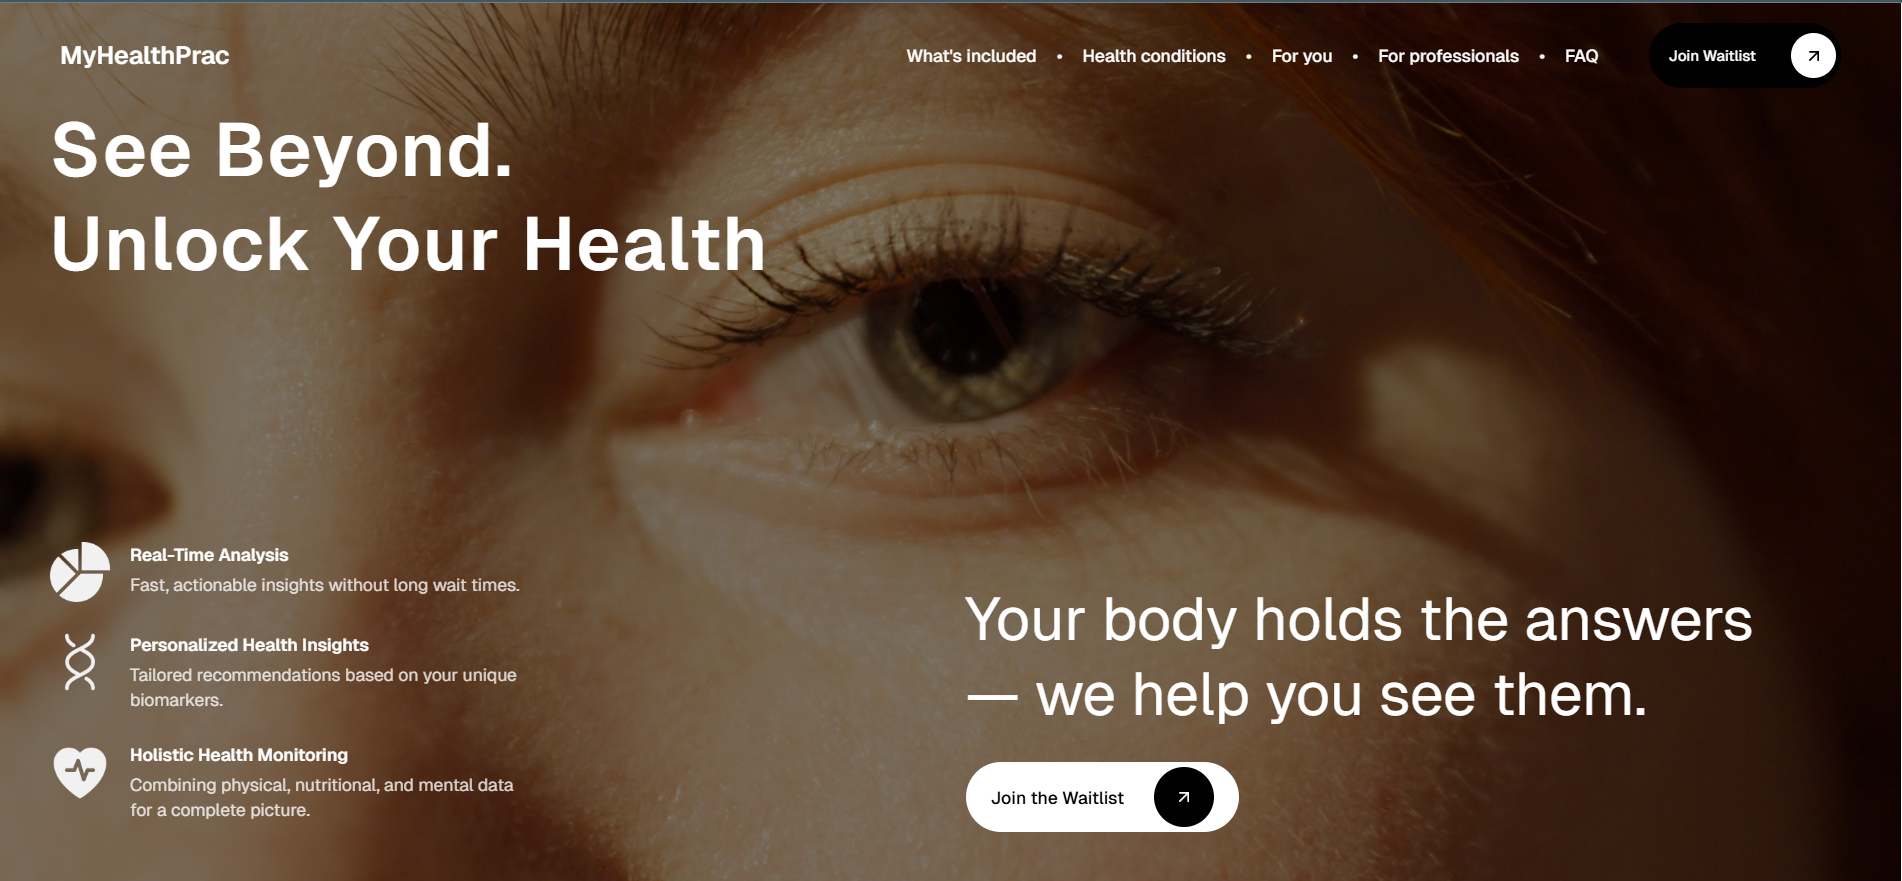 MyHealthPrac
What's included • Health conditions • For you • For professionals • FAQ
Join Waitlist
See Beyond.
Unlock Your Health
Real-Time Analysis
Fast, actionable insights without long wait times.
Personalized Health Insights
Tailored recommendations based on your unique
biomarkers.
Holistic Health Monitoring
Combining physical, nutritional, and mental data
for a complete picture.
Your body holds the answers
— we help you see them.
Join the Waitlist